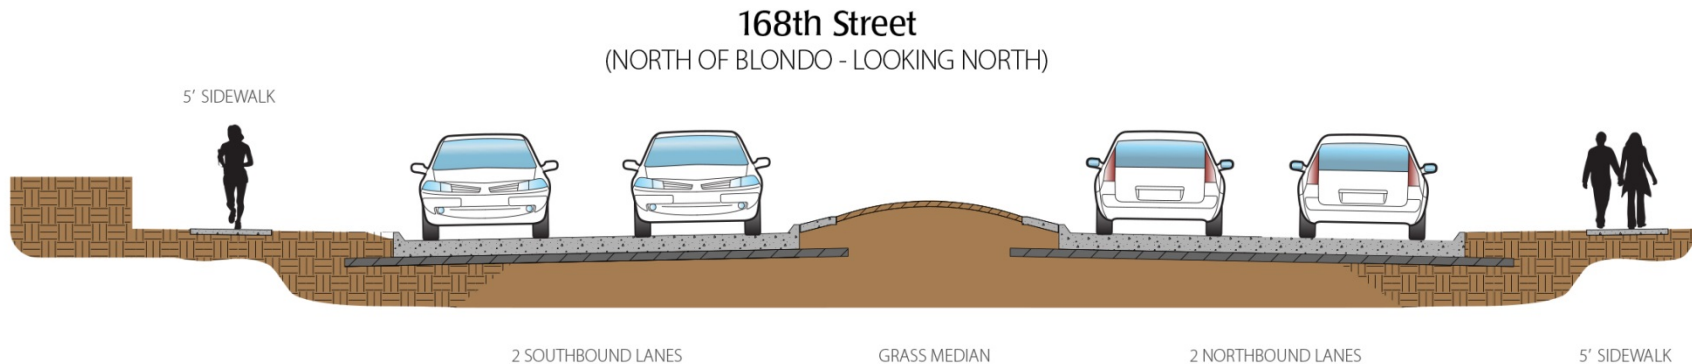 168th Street
(NORTH OF BLONDO - LOOKING NORTH)
5' SIDEWALK
2 SOUTHBOUND LANES
GRASS MEDIAN
2 NORTHBOUND LANES
5' SIDEWALK